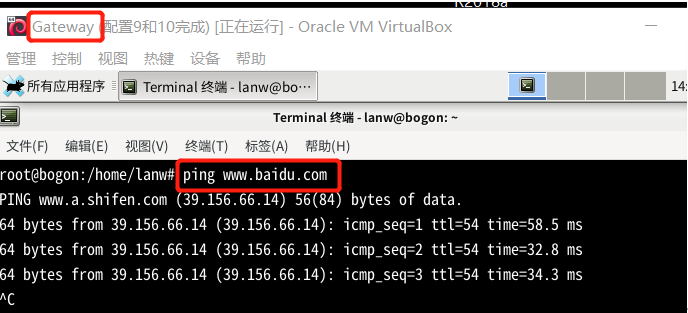 R2018a
Gateway (配置9和10完成) [正在运行] - Oracle VM VirtualBox
管理 控制 视图 热键 设备 帮助
所有应用程序 Terminal 终端 - lanw@bo··· 14:
Terminal 终端 - lanw@bogon: ~
文件(F) 编辑(E) 视图(V) 终端(T) 标签(A) 帮助(H)
root@bogon:/home/lanw# ping www.baidu.com
PING www.a.shifen.com (39.156.66.14) 56(84) bytes of data.
64 bytes from 39.156.66.14 (39.156.66.14): icmp_seq=1 ttl=54 time=58.5 ms
64 bytes from 39.156.66.14 (39.156.66.14): icmp_seq=2 ttl=54 time=32.8 ms
64 bytes from 39.156.66.14 (39.156.66.14): icmp_seq=3 ttl=54 time=34.3 ms
^C